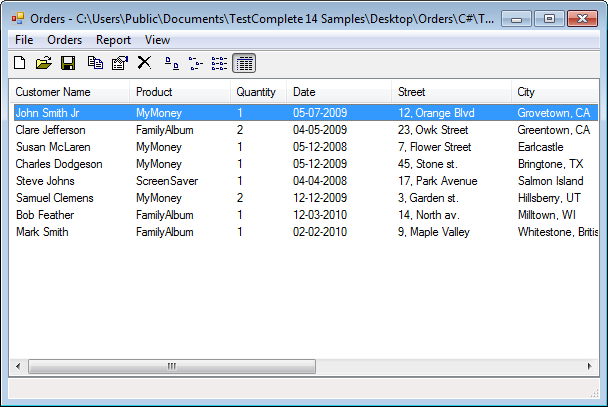 Orders - C:\Users\Public\Documents\TestComplete 14 Samples\Desktop\Orders\C#\T...
File Orders Report View
Customer Name Product Quantity Date Street City
John Smith Jr MyMoney 1 05-07-2009 12, Orange Blvd Grovetown, CA
Clare Jefferson FamilyAlbum 2 04-05-2009 23, Owk Street Greentown, CA
Susan McLaren MyMoney 1 05-12-2008 7, Flower Street Earlcastle
Charles Dodgeson MyMoney 1 05-12-2009 45, Stone st. Bringtone, TX
Steve Johns ScreenSaver 1 04-04-2008 17, Park Avenue Salmon Island
Samuel Clemens MyMoney 2 12-12-2009 3, Garden st. Hillsberry, UT
Bob Feather FamilyAlbum 1 12-03-2010 14, North av. Milltown, WI
Mark Smith FamilyAlbum 1 02-02-2010 9, Maple Valley Whitestone, Britis